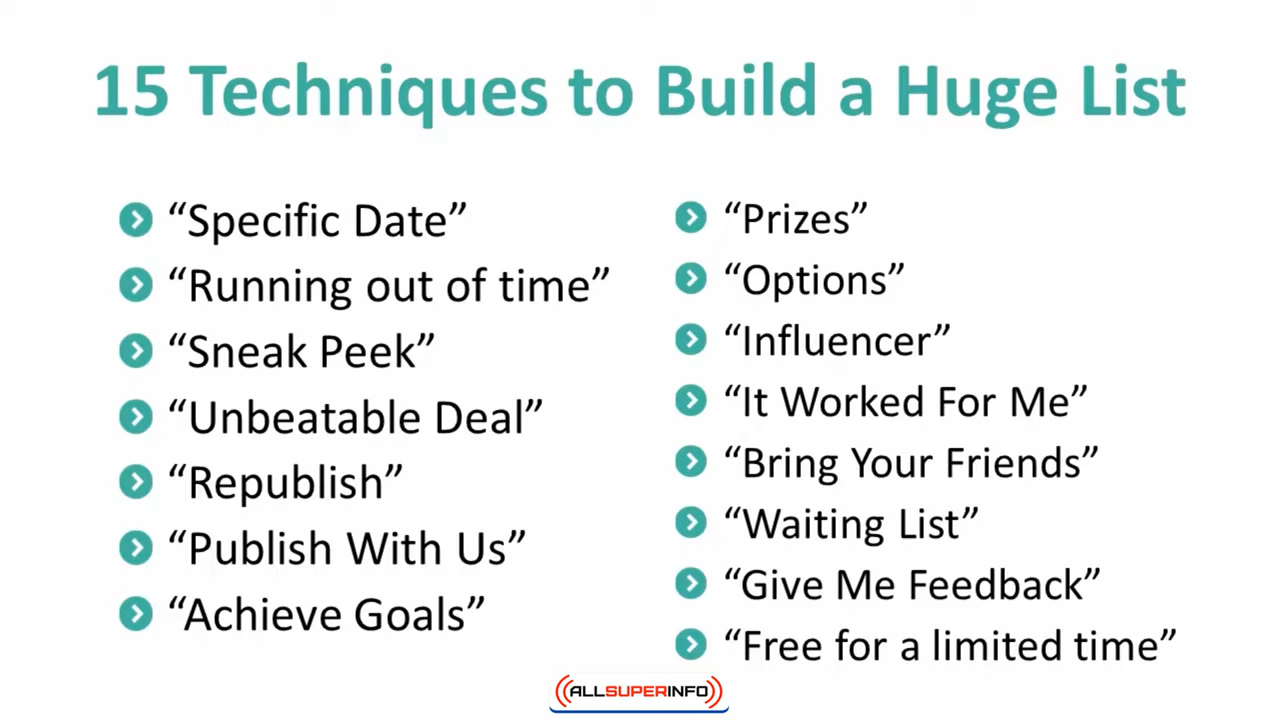 15 Techniques to Build a Huge List
“Specific Date”
“Running out of time”
“Sneak Peek”
“Unbeatable Deal”
“Republish”
“Publish With Us”
“Achieve Goals”
“Prizes”
“Options”
“Influencer”
“It Worked For Me”
“Bring Your Friends”
“Waiting List”
“Give Me Feedback”
“Free for a limited time”
ALLSUPERINFO